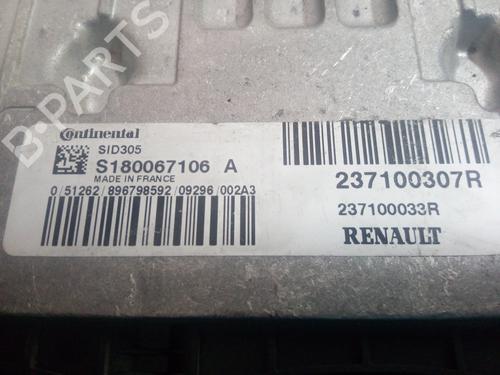 B-PARTS
Continental
SID305
S180067106 A
MADE IN FRANCE
0/51262/896798592/09296/002A3
237100307R
237100033R
RENAULT